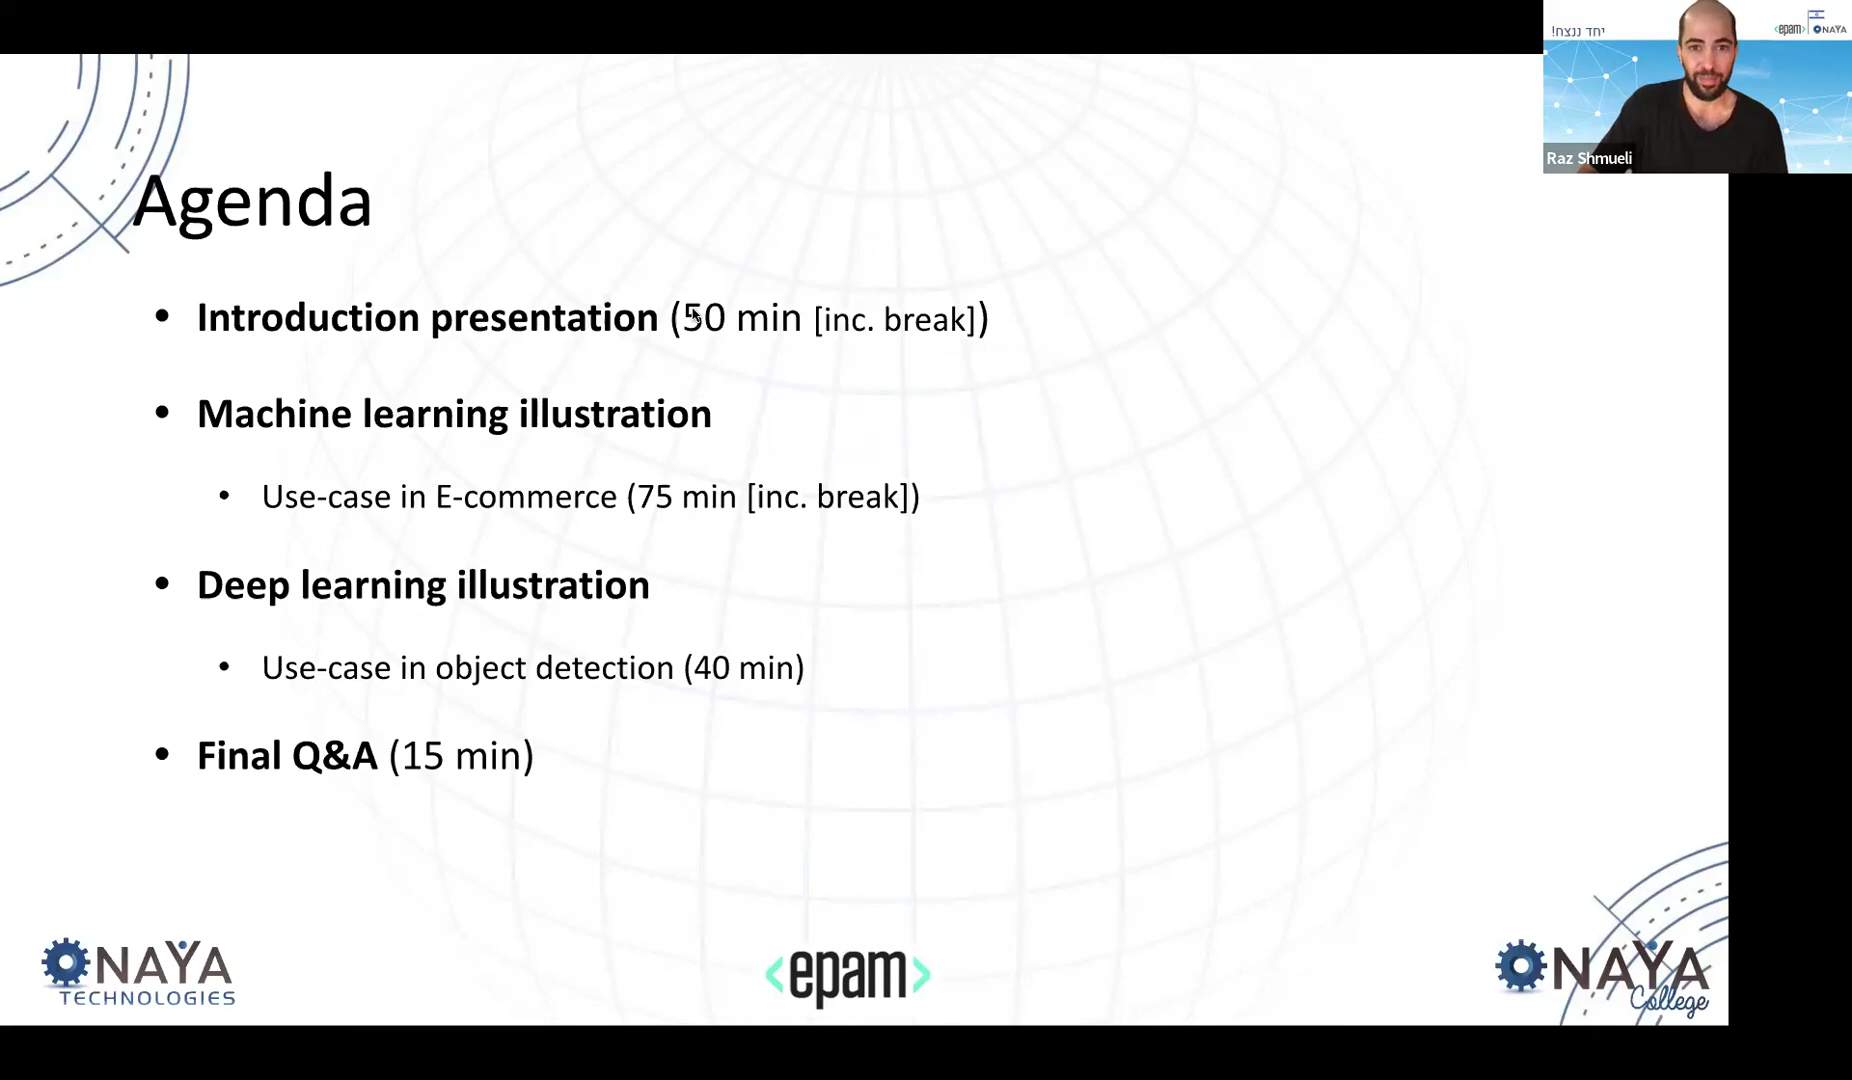 יחד ננצח!
<epam> NAYA
Raz Shmueli
Agenda
• Introduction presentation (50 min [inc. break])
• Machine learning illustration
• Use-case in E-commerce (75 min [inc. break])
• Deep learning illustration
• Use-case in object detection (40 min)
• Final Q&A (15 min)
NAYA
TECHNOLOGIES
<epam>
NAYA
College